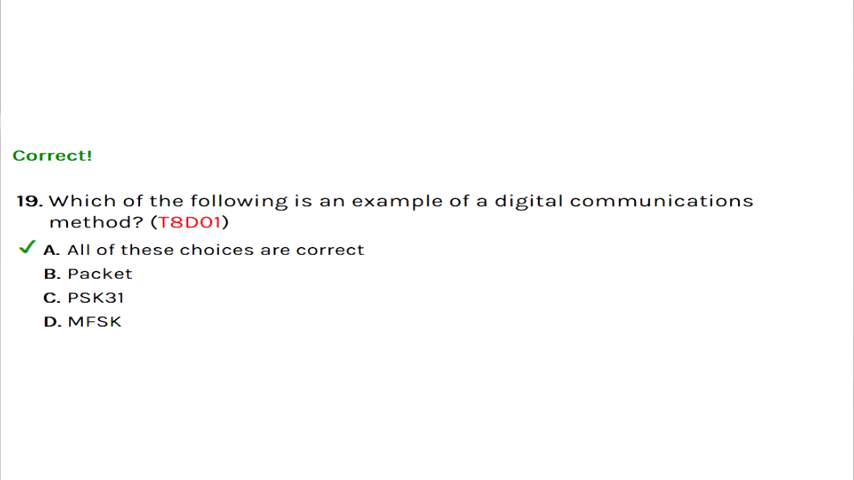 Correct!
19. Which of the following is an example of a digital communications
method? (T8D01)
✓ A. All of these choices are correct
B. Packet
C. PSK31
D. MFSK